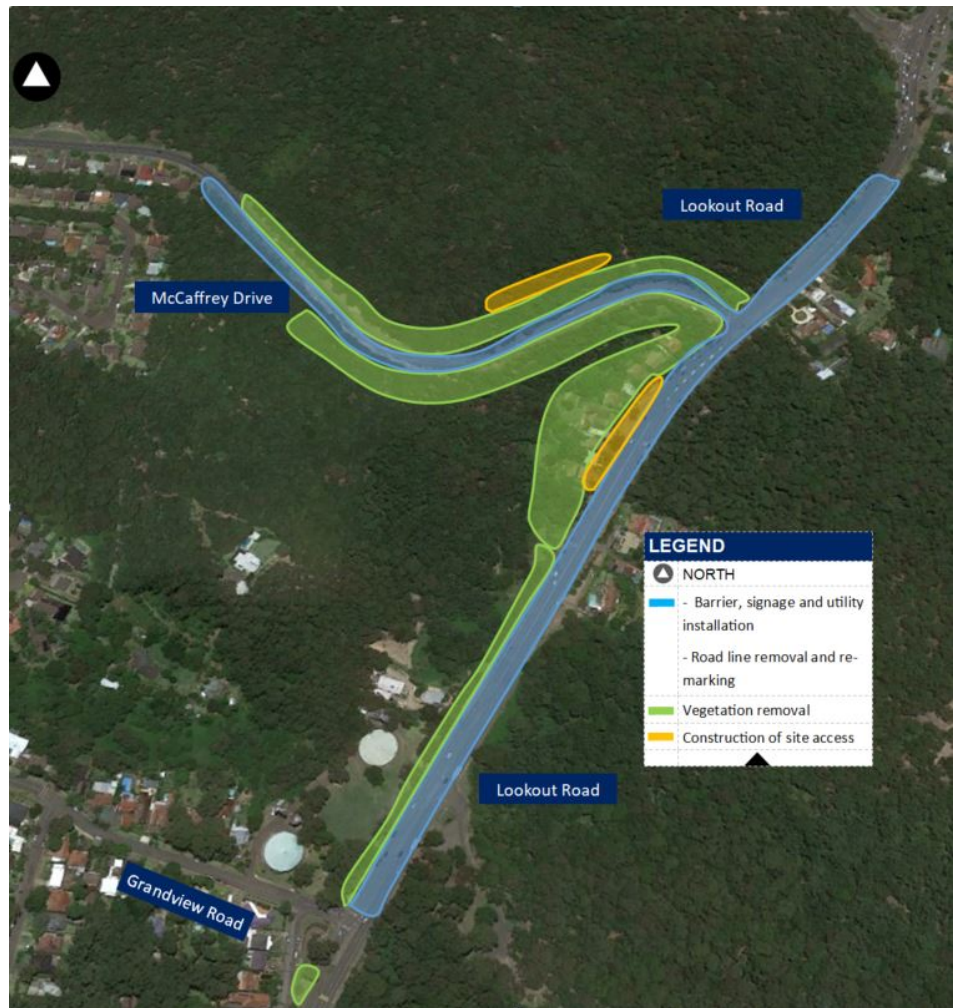 Lookout Road
McCaffrey Drive
LEGEND
NORTH
- Barrier, signage and utility
installation
- Road line removal and re-
marking
Vegetation removal
Construction of site access
Lookout Road
Grandview Road